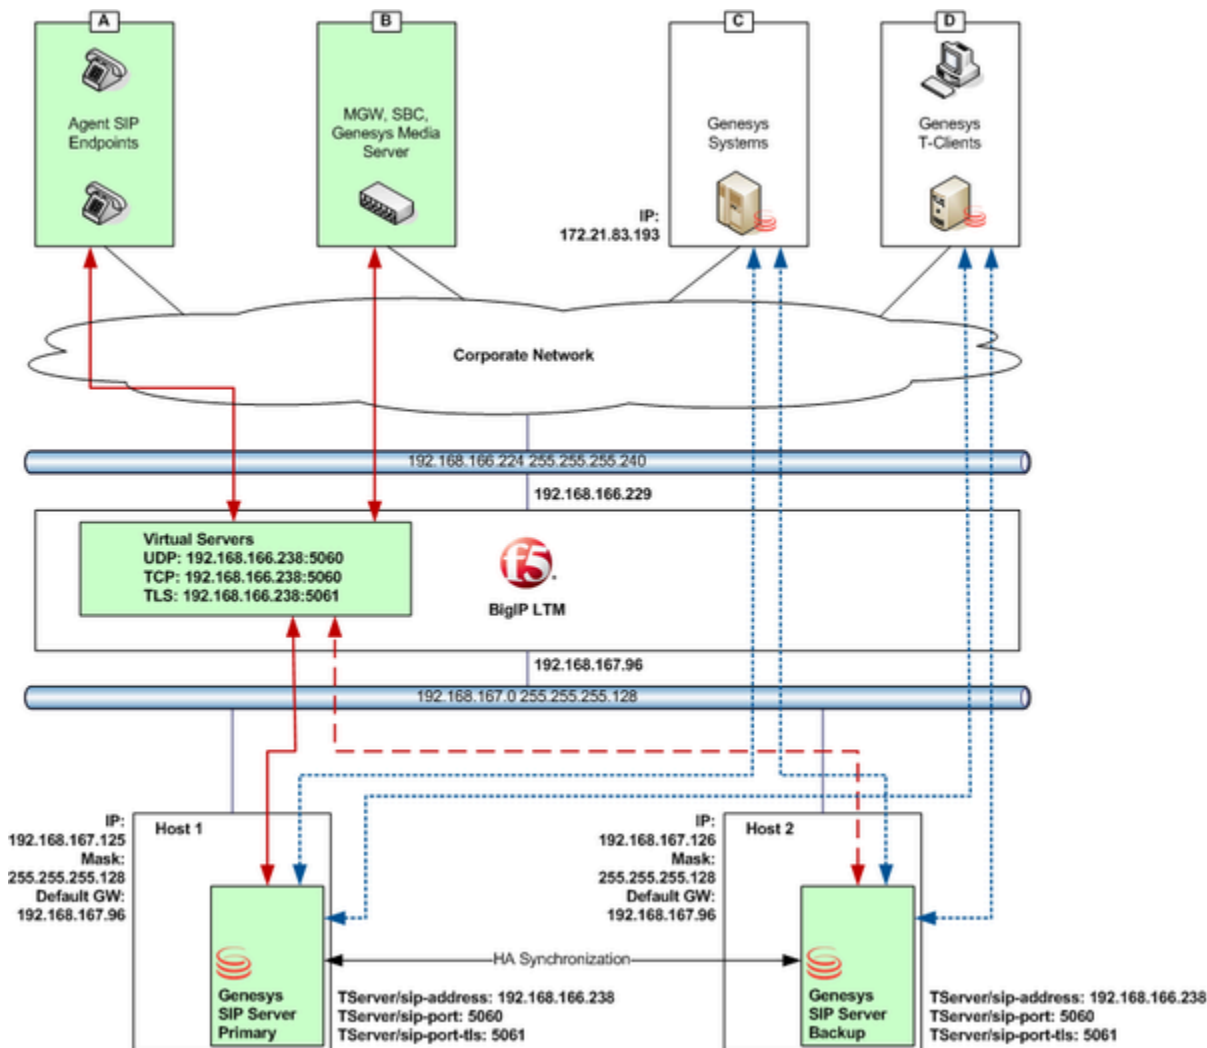 A
B
C
D
Agent SIP
Endpoints
MGW, SBC,
Genesys Media
Server
Genesys
Systems
Genesys
T-Clients
IP:
172.21.83.193
Corporate Network
192.168.166.224 255.255.255.240
192.168.166.229
Virtual Servers
UDP: 192.168.166.238:5060
TCP: 192.168.166.238:5060
TLS: 192.168.166.238:5061
f5
BigIP LTM
192.168.167.96
192.168.167.0 255.255.255.128
IP:
192.168.167.125
Mask:
255.255.255.128
Default GW:
192.168.167.96
Host 1
IP:
192.168.167.126
Mask:
255.255.255.128
Default GW:
192.168.167.96
Host 2
HA Synchronization
Genesys
SIP Server
Primary
TServer/sip-address: 192.168.166.238
TServer/sip-port: 5060
TServer/sip-port-tls: 5061
Genesys
SIP Server
Backup
TServer/sip-address: 192.168.166.238
TServer/sip-port: 5060
TServer/sip-port-tls: 5061